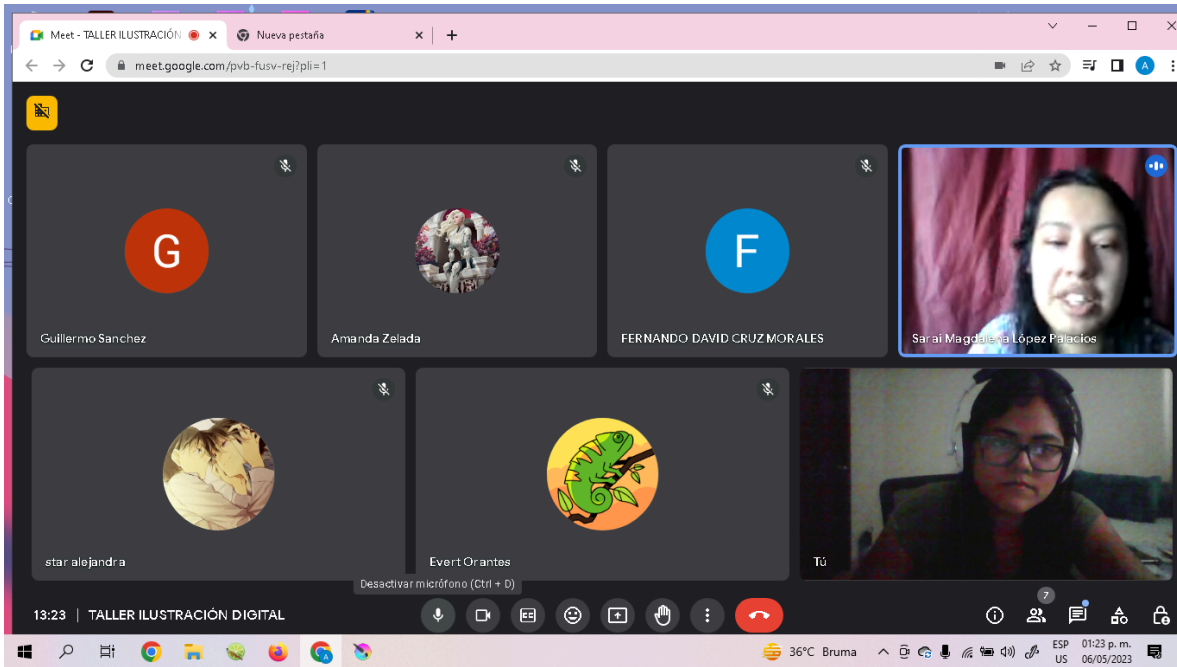 Meet - TALLER ILUSTRACIÓN
Nueva pestaña
meet.google.com/pvb-fusv-rej?pli=1
A
G
Guillermo Sanchez
Amanda Zelada
F
FERNANDO DAVID CRUZ MORALES
Sarai Magdalena López Palacios
star alejandra
Evert Orantes
Tú
Desactivar micrófono (Ctrl + D)
13:23 | TALLER ILUSTRACIÓN DIGITAL
7
36°C Bruma
ESP
US
01:23 p. m.
06/05/2023